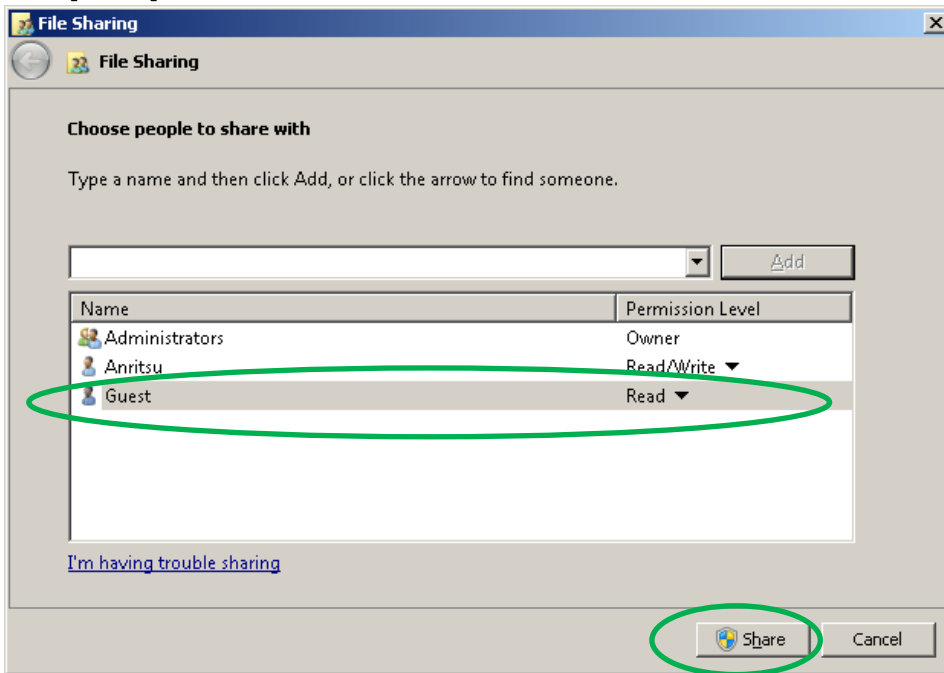 File Sharing
File Sharing
Choose people to share with
Type a name and then click Add, or click the arrow to find someone.
Add
Name Permission Level
Administrators Owner
Anritsu Read/Write
Guest Read
I'm having trouble sharing
Share Cancel